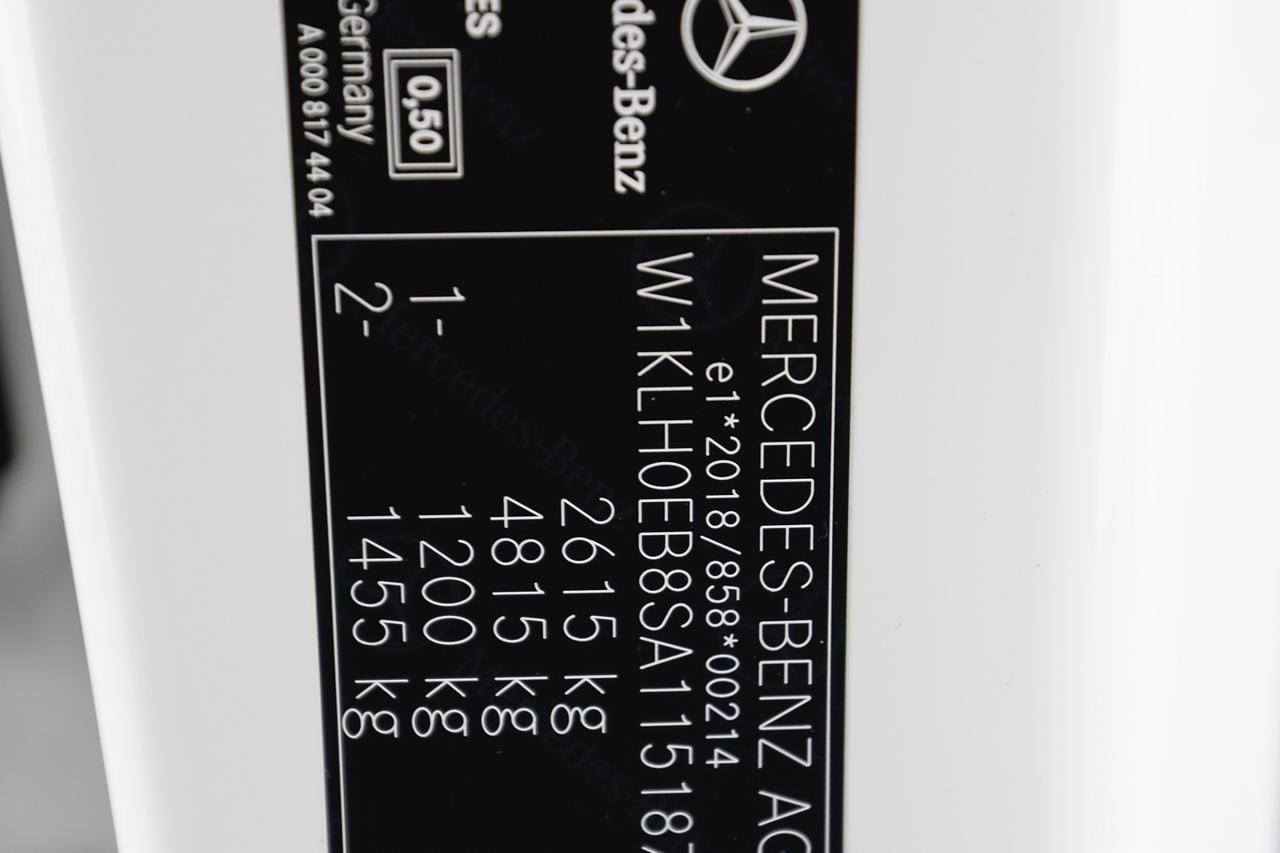 des-Benz
ES
0,50
Germany
A 000 817 44 04
MERCEDES-BENZ AG
e1*2018/858*00214
W1KLH0EB8SA115187
2615 kg
4815 kg
1- 1200 kg
2- 1455 kg